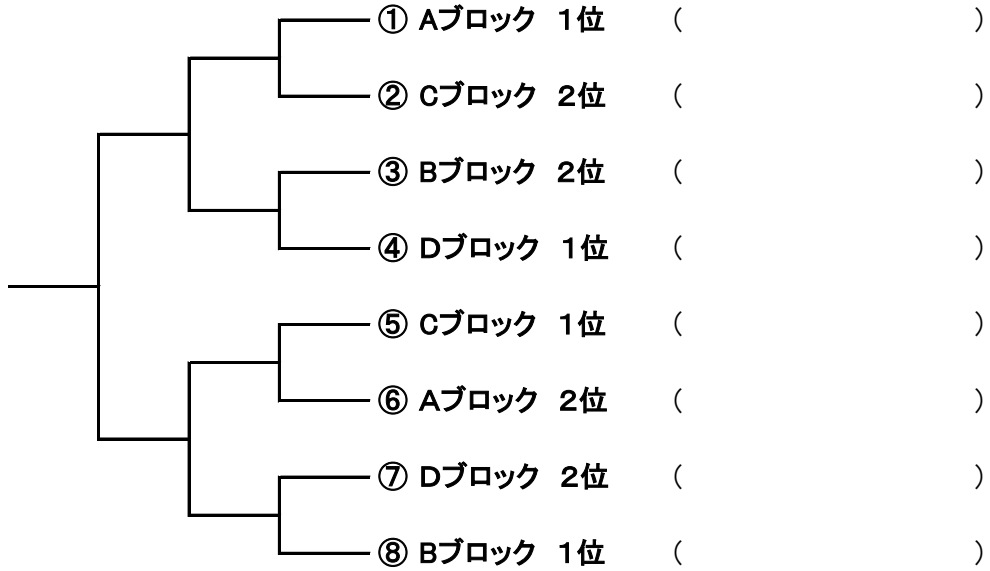 ① Aブロック　１位　（　　　　　　　　　　）
② Cブロック　２位　（　　　　　　　　　　）
③ Bブロック　２位　（　　　　　　　　　　）
④ Dブロック　１位　（　　　　　　　　　　）
⑤ Cブロック　１位　（　　　　　　　　　　）
⑥ Aブロック　２位　（　　　　　　　　　　）
⑦ Dブロック　２位　（　　　　　　　　　　）
⑧ Bブロック　１位　（　　　　　　　　　　）